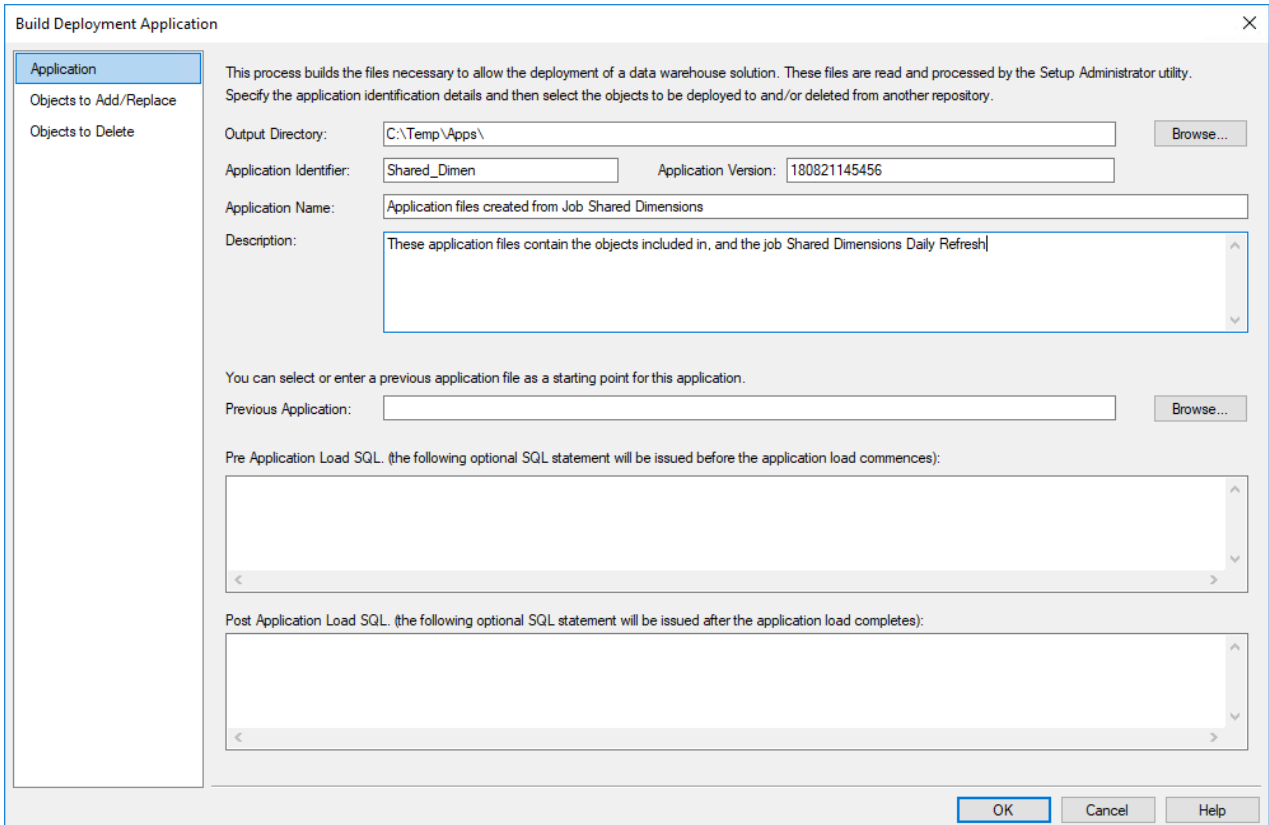 Build Deployment Application
Application
Objects to Add/Replace
Objects to Delete
This process builds the files necessary to allow the deployment of a data warehouse solution. These files are read and processed by the Setup Administrator utility.
Specify the application identification details and then select the objects to be deployed to and/or deleted from another repository.
Output Directory: C:\Temp\Apps\ Browse...
Application Identifier: Shared_Dimen Application Version: 180821145456
Application Name: Application files created from Job Shared Dimensions
Description: These application files contain the objects included in, and the job Shared Dimensions Daily Refresh
You can select or enter a previous application file as a starting point for this application.
Previous Application: Browse...
Pre Application Load SQL. (the following optional SQL statement will be issued before the application load commences):
Post Application Load SQL. (the following optional SQL statement will be issued after the application load completes):
OK Cancel Help